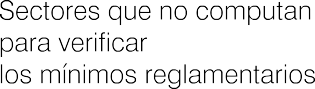 Sectores que no computan
para verificar
los mínimos reglamentarios